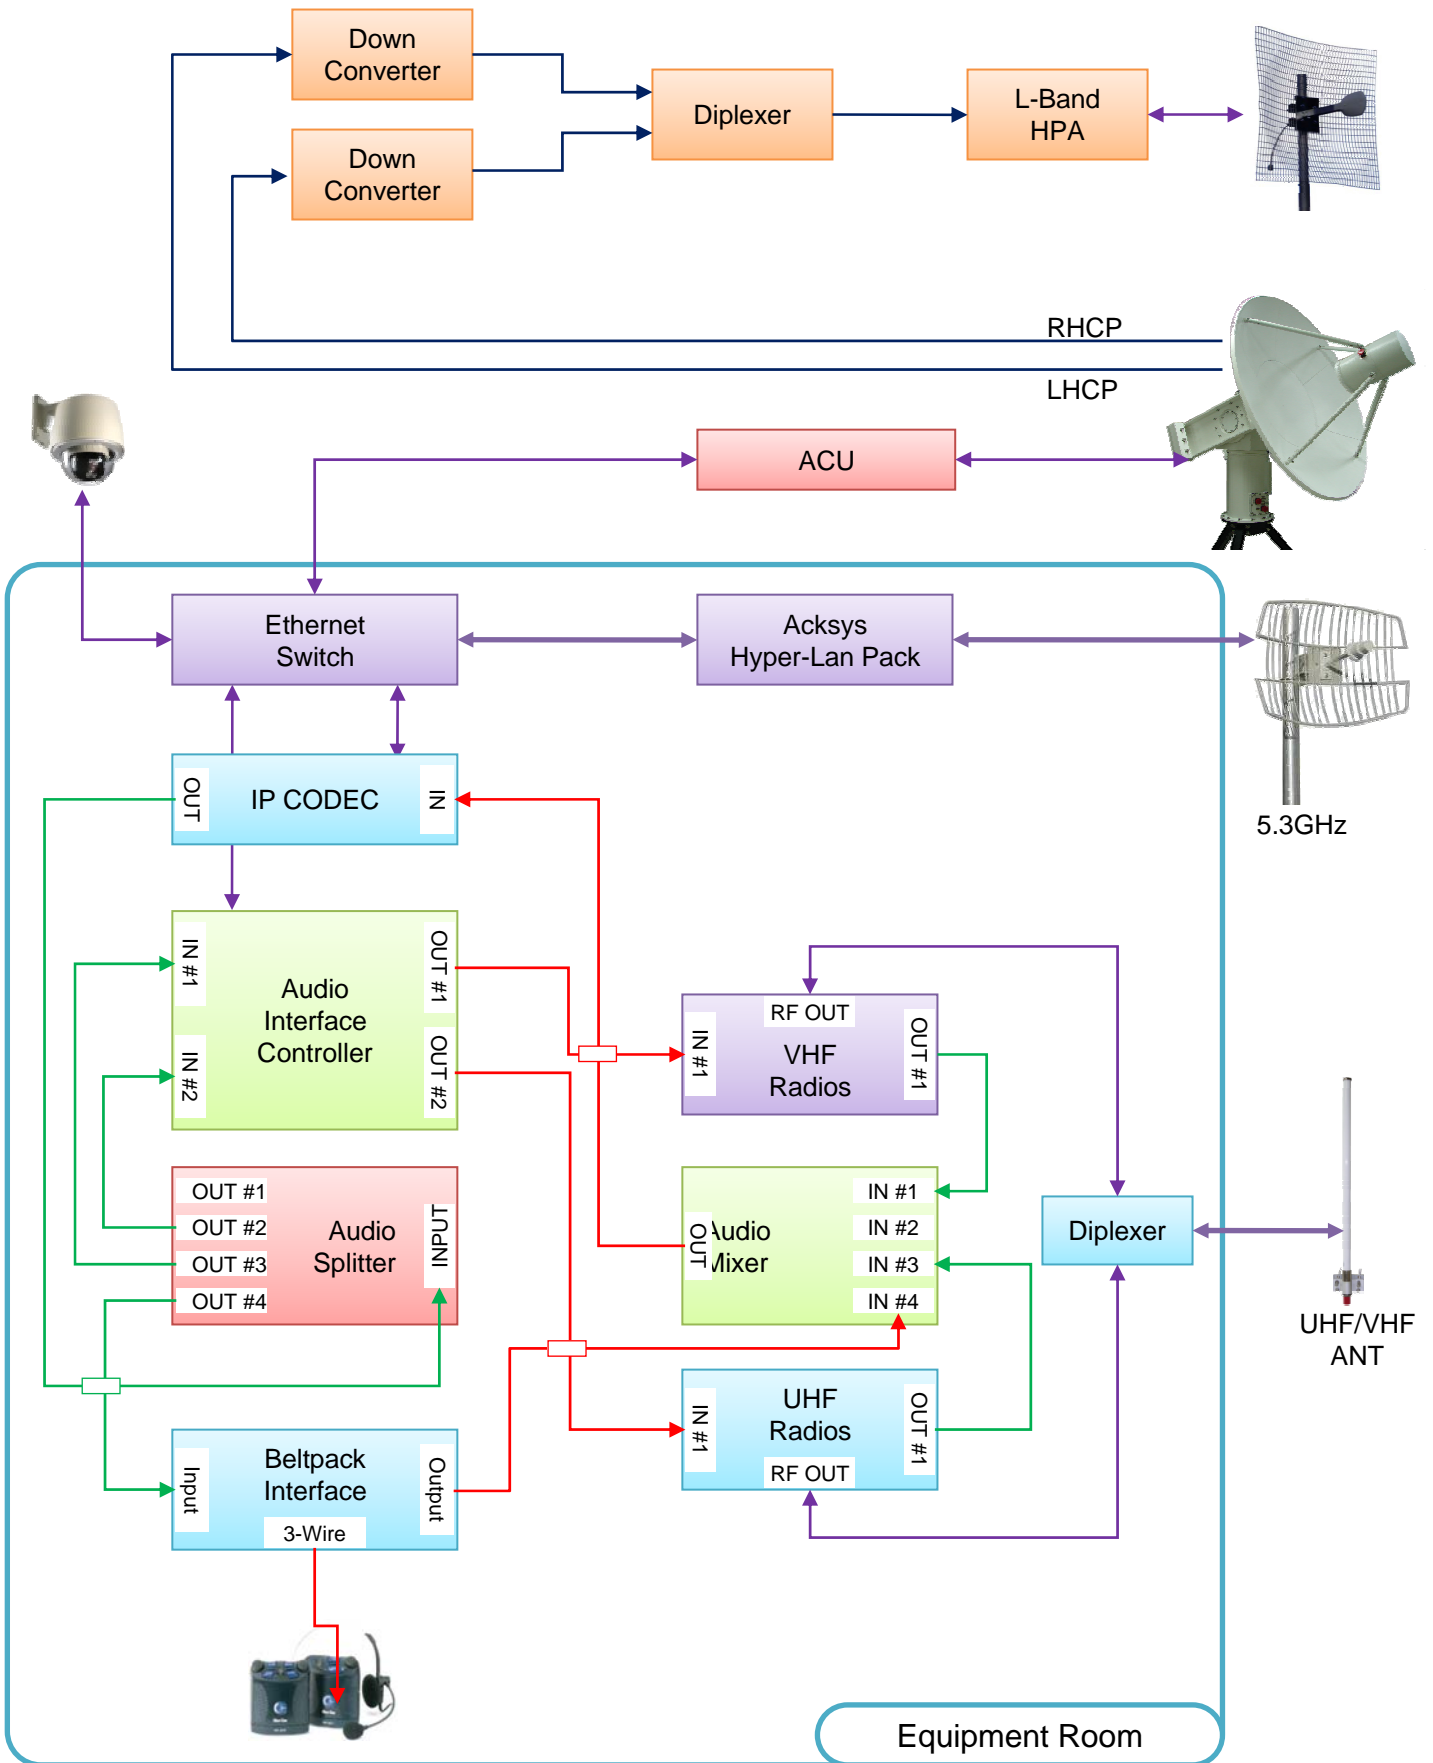 Down
Converter
Down
Converter
Diplexer
L-Band
HPA
RHCP
LHCP
ACU
Ethernet
Switch
Acksys
Hyper-Lan Pack
5.3GHz
OUT
IP CODEC
IN
IN #1
IN #2
Audio
Interface
Controller
OUT #1
OUT #2
RF OUT
IN #1
VHF
Radios
OUT #1
OUT #1
OUT #2
OUT #3
OUT #4
Audio
Splitter
INPUT
OUT
Audio
Mixer
IN #1
IN #2
IN #3
IN #4
Diplexer
UHF/VHF
ANT
IN #1
UHF
Radios
OUT #1
RF OUT
Input
Beltpack
Interface
Output
3-Wire
Equipment Room